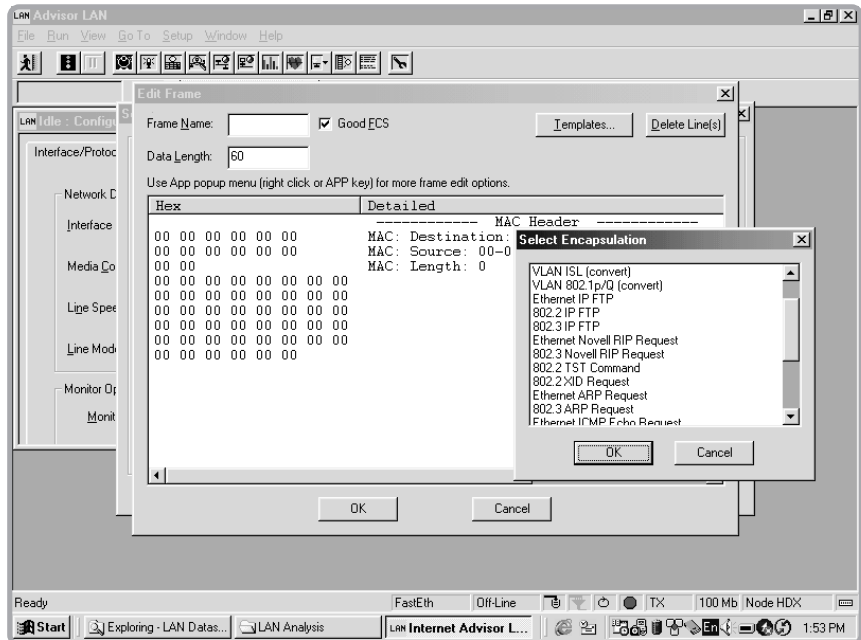 LAN Advisor LAN
File Run View Go To Setup Window Help
Edit Frame
LAN Idle : Config
Interface/Protoc
Network D
Interface
Media Co
Line Spee
Line Mod
Monitor Op
Monit
Frame Name:
Good FCS
Templates...
Delete Line(s)
Data Length: 60
Use App popup menu (right click or APP key) for more frame edit options.
Hex Detailed
------------ MAC Header ------------
00 00 00 00 00 00 MAC: Destination:
00 00 00 00 00 00 MAC: Source: 00-0
00 00 MAC: Length: 0
00 00 00 00 00 00 00 00
00 00 00 00 00 00 00 00
00 00 00 00 00 00 00 00
00 00 00 00 00 00 00 00
00 00 00 00 00 00 00 00
00 00 00 00 00 00
Select Encapsulation
VLAN ISL (convert)
VLAN 802.1p/Q (convert)
Ethernet IP FTP
802.2 IP FTP
802.3 IP FTP
Ethernet Novell RIP Request
802.3 Novell RIP Request
802.2 TST Command
802.2 XID Request
Ethernet ARP Request
802.3 ARP Request
Ethernet ICMP Echo Request
OK Cancel
OK Cancel
Ready FastEth Off-Line TX 100 Mb Node HDX
Start Exploring - LAN Datas... LAN Analysis LAN Internet Advisor L... En 1:53 PM